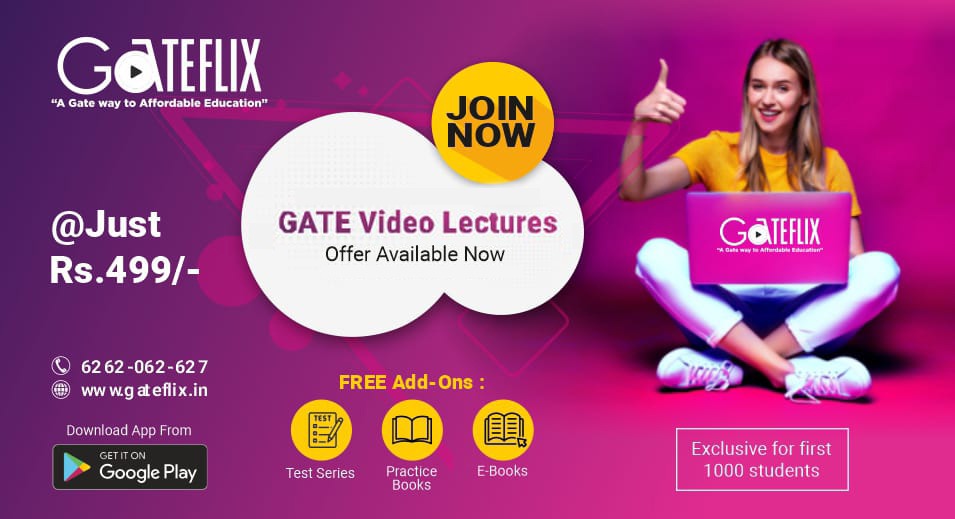 GATEFLIX
“A Gate way to Affordable Education”
JOIN
NOW
GATE Video Lectures
Offer Available Now
@Just
Rs.499/-
GATEFLIX
“A Gate way to Affordable Education”
6262-062-627
www.gateflix.in
Download App From
GET IT ON
Google Play
FREE Add-Ons :
TEST
Test Series
Practice
Books
E-Books
Exclusive for first
1000 students